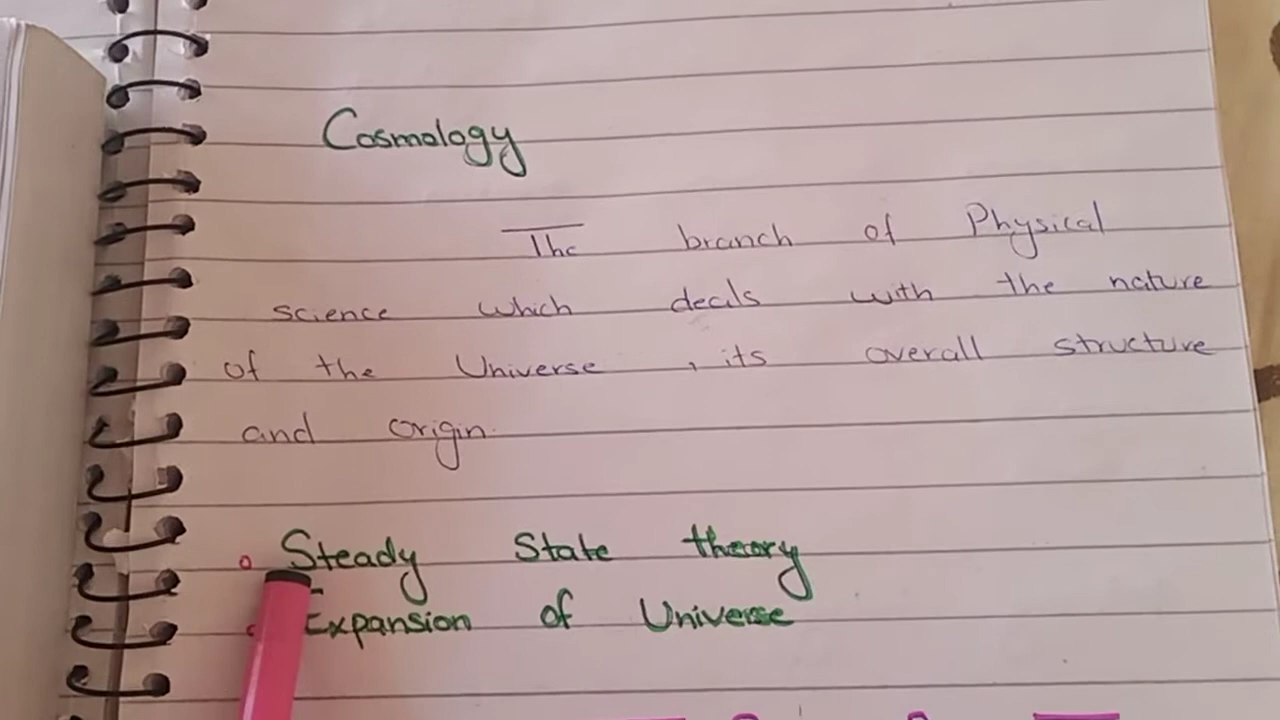 Cosmology
The branch of Physical
science which deals with the nature
of the Universe, its overall structure
and origin.
Steady State theory
Expansion of Universe